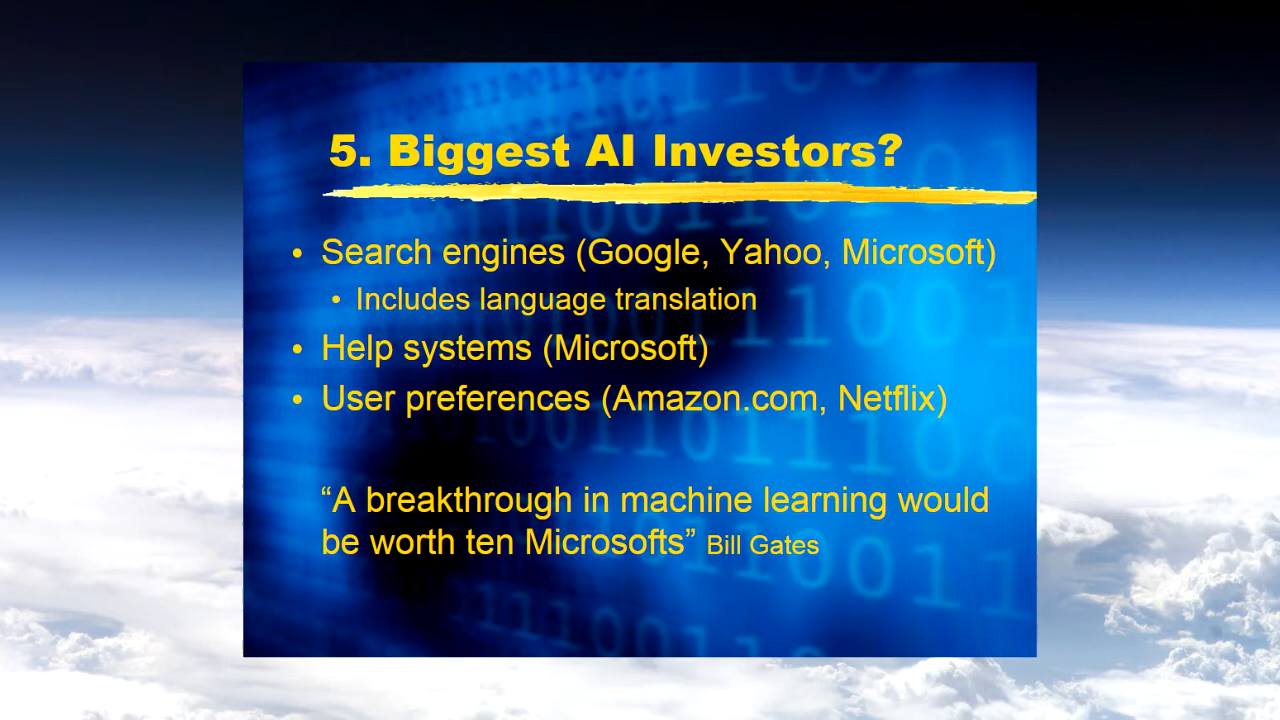 5. Biggest AI Investors?
• Search engines (Google, Yahoo, Microsoft)
• Includes language translation
• Help systems (Microsoft)
• User preferences (Amazon.com, Netflix)
“A breakthrough in machine learning would
be worth ten Microsofts” Bill Gates